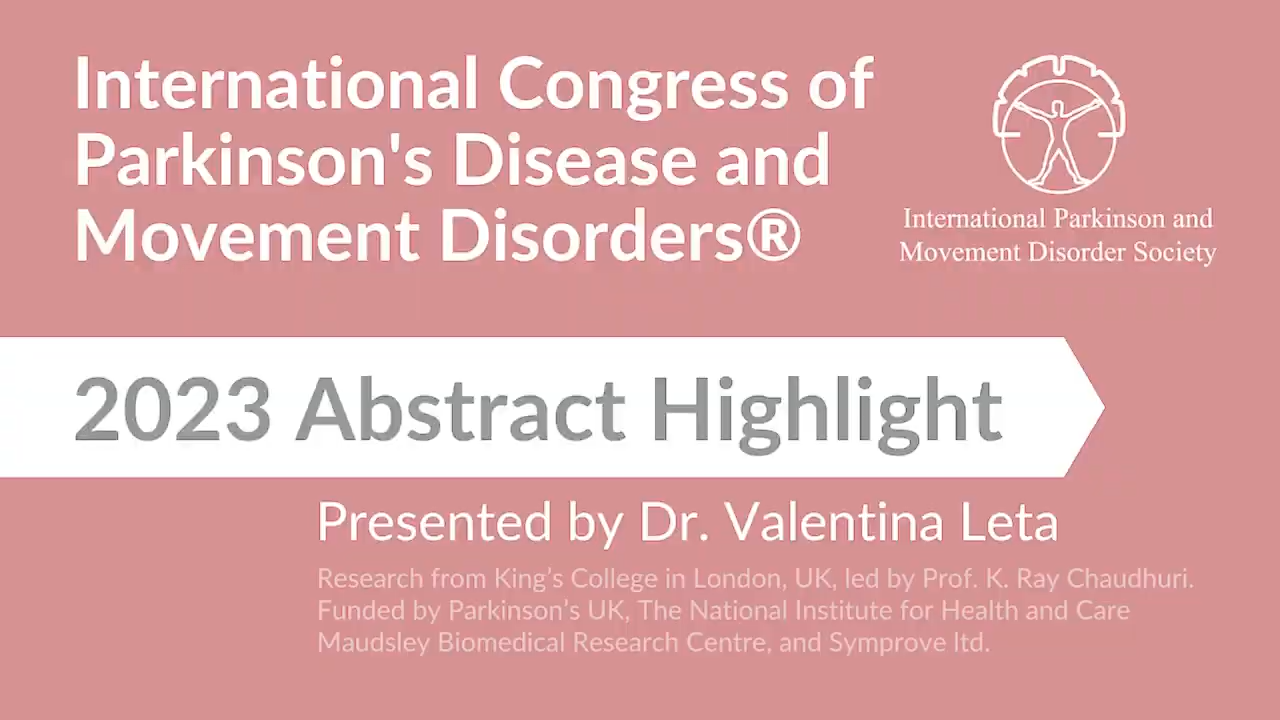 International Congress of
Parkinson's Disease and
Movement Disorders®
International Parkinson and
Movement Disorder Society
2023 Abstract Highlight
Presented by Dr. Valentina Leta
Research from King’s College in London, UK, led by Prof. K. Ray Chaudhuri.
Funded by Parkinson’s UK, The National Institute for Health and Care
Maudsley Biomedical Research Centre, and Symprove ltd.